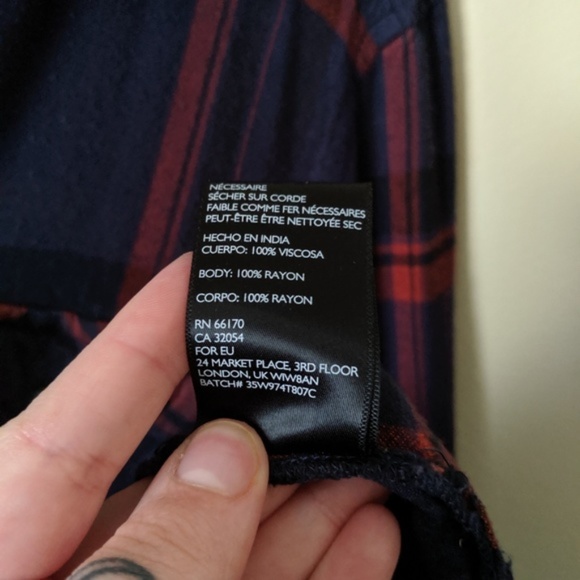 NÉCESSAIRE
SÉCHER SUR CORDE
FAIBLE COMME FER NÉCESSAIRES
PEUT-ÊTRE ÊTRE NETTOYÉE SEC
HECHO EN INDIA
CUERPO: 100% VISCOSA
BODY: 100% RAYON
CORPO: 100% RAYON
RN 66170
CA 32054
FOR EU
24 MARKET PLACE, 3RD FLOOR
LONDON, UK WIW8AN
BATCH# 35W974T807C